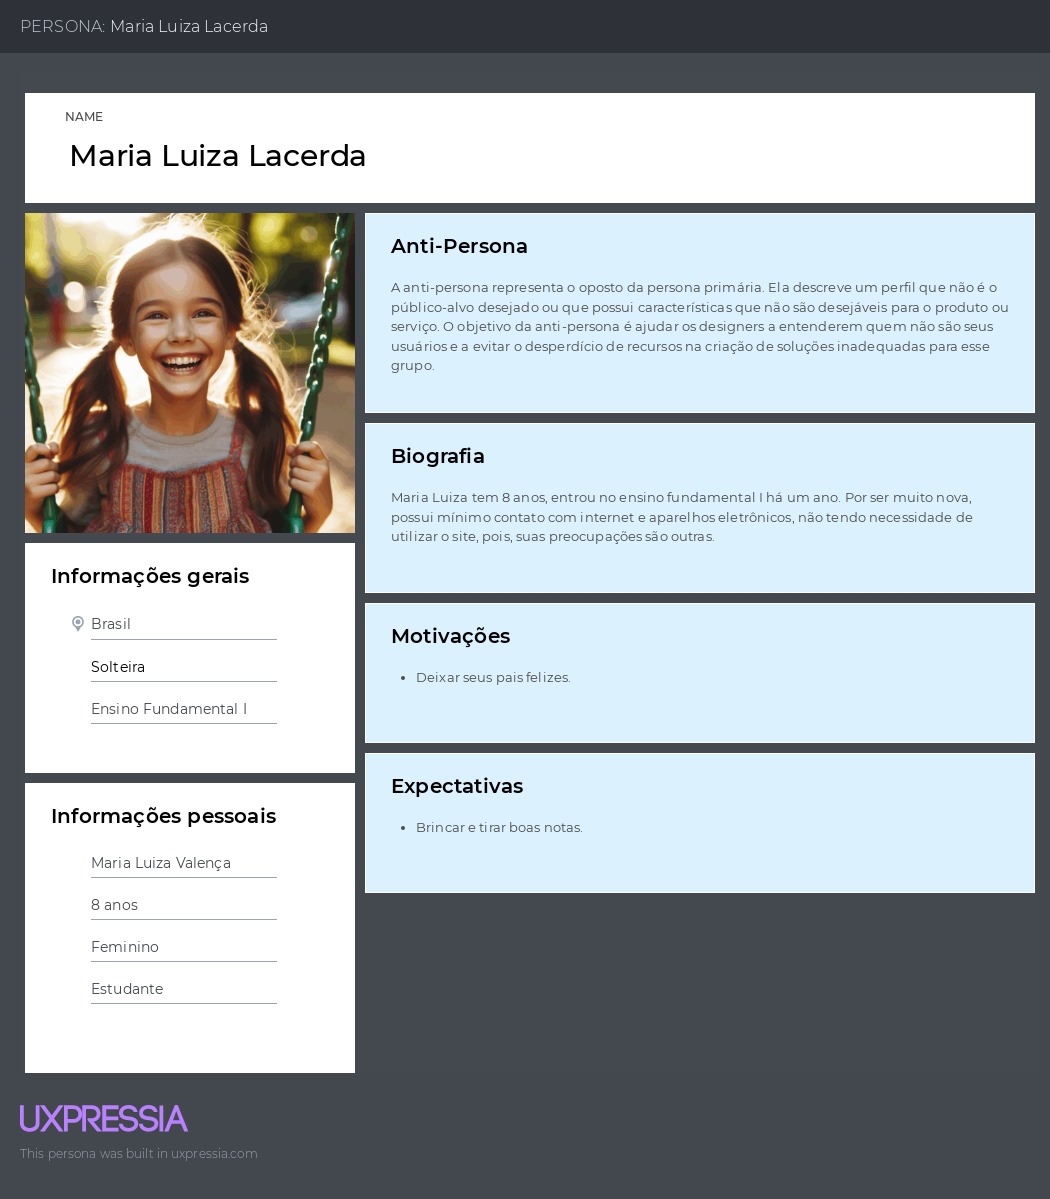 PERSONA: Maria Luiza Lacerda
NAME
Maria Luiza Lacerda
Anti-Persona
A anti-persona representa o oposto da persona primária. Ela descreve um perfil que não é o
público-alvo desejado ou que possui características que não são desejáveis para o produto ou
serviço. O objetivo da anti-persona é ajudar os designers a entenderem quem não são seus
usuários e a evitar o desperdício de recursos na criação de soluções inadequadas para esse
grupo.
Biografia
Maria Luiza tem 8 anos, entrou no ensino fundamental I há um ano. Por ser muito nova,
possui mínimo contato com internet e aparelhos eletrônicos, não tendo necessidade de
utilizar o site, pois, suas preocupações são outras.
Informações gerais
Brasil
Solteira
Ensino Fundamental I
Motivações
• Deixar seus pais felizes.
Informações pessoais
Maria Luiza Valença
8 anos
Feminino
Estudante
Expectativas
• Brincar e tirar boas notas.
UXPRESSIA
This persona was built in uxpressia.com